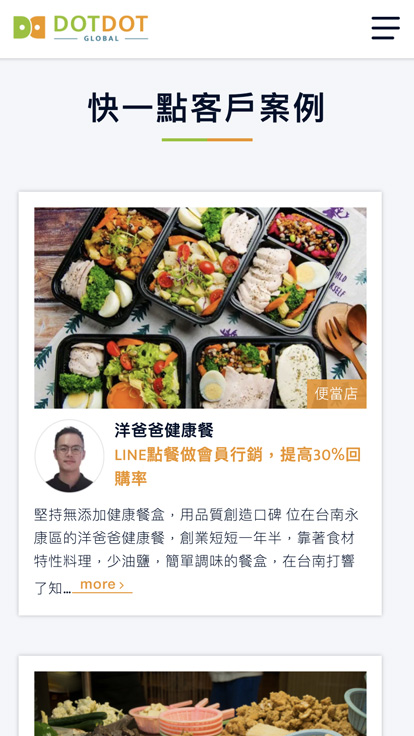 DOTDOT
GLOBAL
快一點客戶案例
便當店
洋爸爸健康餐
LINE點餐做會員行銷，提高30%回
購率
堅持無添加健康餐盒，用品質創造口碑 位在台南永
康區的洋爸爸健康餐，創業短短一年半，靠著食材
特性料理，少油鹽，簡單調味的餐盒，在台南打響
了知... more >